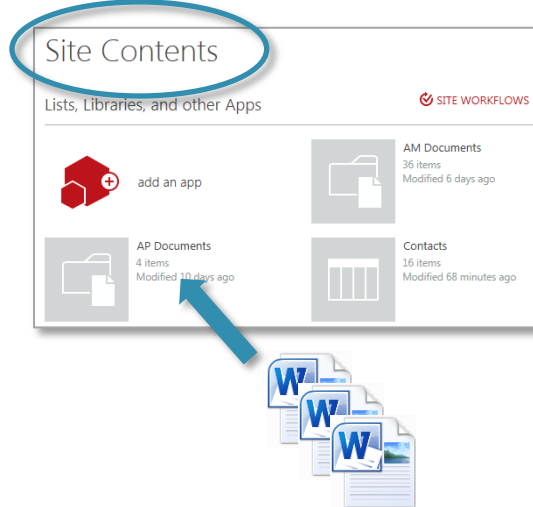 Site Contents
Lists, Libraries, and other Apps
SITE WORKFLOWS
add an app
AM Documents
36 items
Modified 6 days ago
AP Documents
4 items
Modified 10 days ago
Contacts
16 items
Modified 68 minutes ago
W
W
W